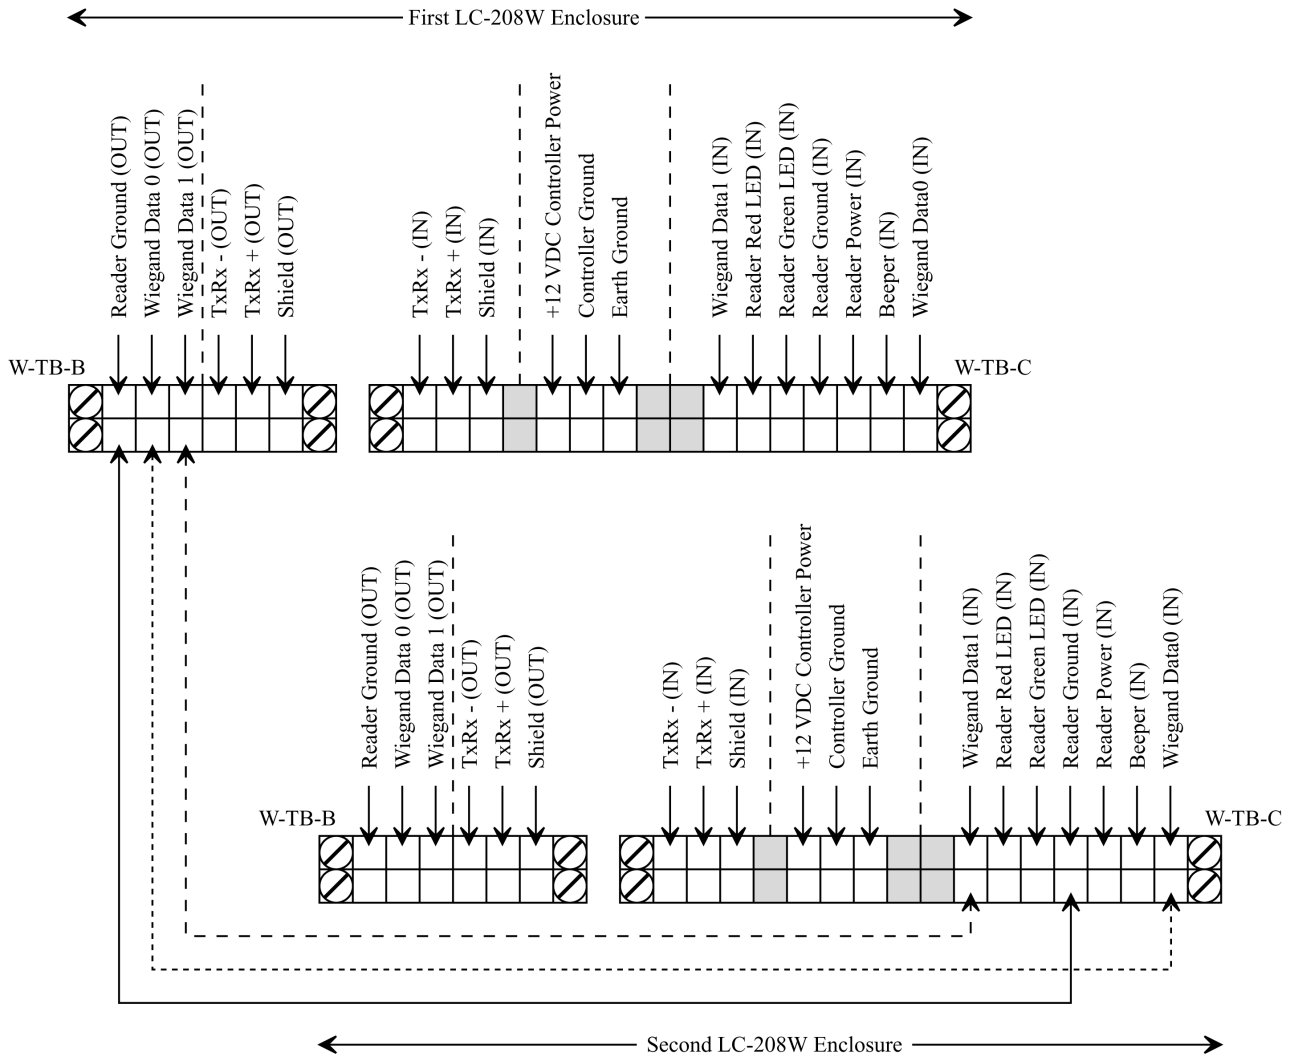 First LC-208W Enclosure
Reader Ground (OUT)
Wiegand Data 0 (OUT)
Wiegand Data 1 (OUT)
TxRx - (OUT)
TxRx + (OUT)
Shield (OUT)
TxRx - (IN)
TxRx + (IN)
Shield (IN)
+12 VDC Controller Power
Controller Ground
Earth Ground
Wiegand Data1 (IN)
Reader Red LED (IN)
Reader Green LED (IN)
Reader Ground (IN)
Reader Power (IN)
Beeper (IN)
Wiegand Data0 (IN)
W-TB-B
W-TB-C
Reader Ground (OUT)
Wiegand Data 0 (OUT)
Wiegand Data 1 (OUT)
TxRx - (OUT)
TxRx + (OUT)
Shield (OUT)
TxRx - (IN)
TxRx + (IN)
Shield (IN)
+12 VDC Controller Power
Controller Ground
Earth Ground
Wiegand Data1 (IN)
Reader Red LED (IN)
Reader Green LED (IN)
Reader Ground (IN)
Reader Power (IN)
Beeper (IN)
Wiegand Data0 (IN)
W-TB-B
W-TB-C
Second LC-208W Enclosure